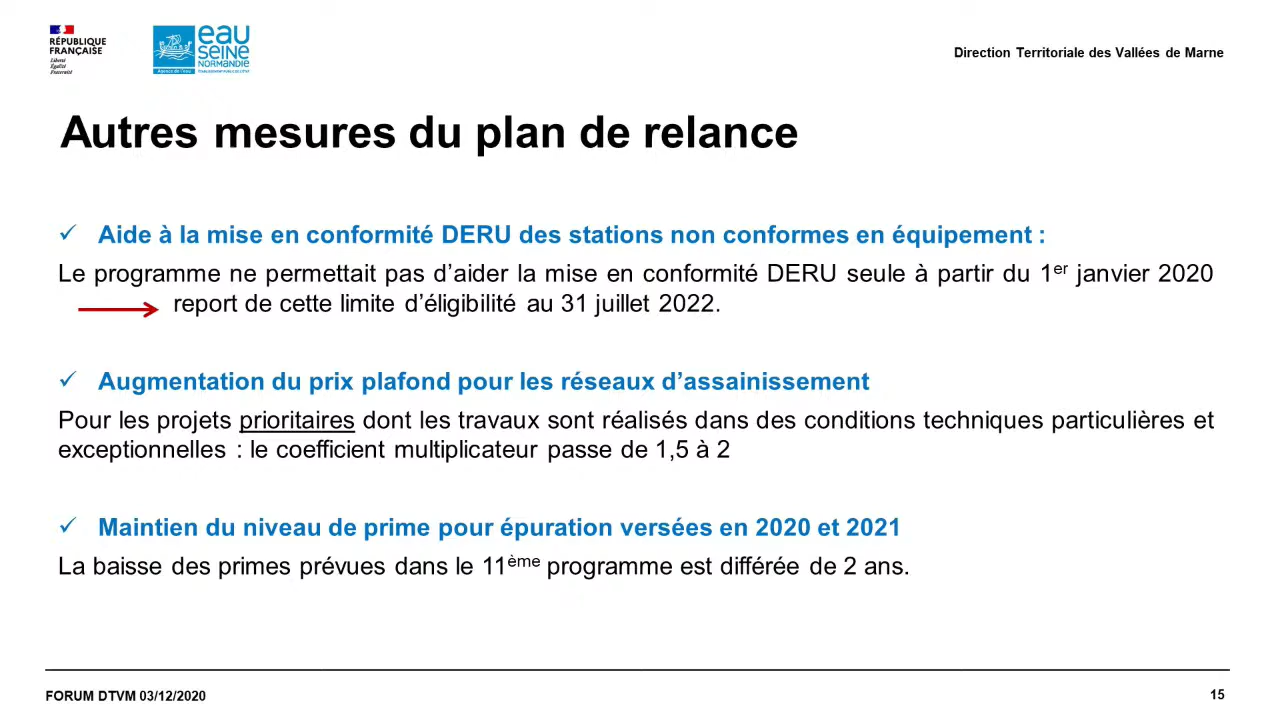 RÉPUBLIQUE
FRANÇAISE
Liberté
Égalité
Fraternité
eau
SEINE
NORMANDIE
Agence de l'eau
Direction Territoriale des Vallées de Marne
Autres mesures du plan de relance
✓ Aide à la mise en conformité DERU des stations non conformes en équipement :
Le programme ne permettait pas d’aider la mise en conformité DERU seule à partir du 1er janvier 2020
report de cette limite d’éligibilité au 31 juillet 2022.
✓ Augmentation du prix plafond pour les réseaux d’assainissement
Pour les projets prioritaires dont les travaux sont réalisés dans des conditions techniques particulières et
exceptionnelles : le coefficient multiplicateur passe de 1,5 à 2
✓ Maintien du niveau de prime pour épuration versées en 2020 et 2021
La baisse des primes prévues dans le 11ème programme est différée de 2 ans.
FORUM DTVM 03/12/2020
15